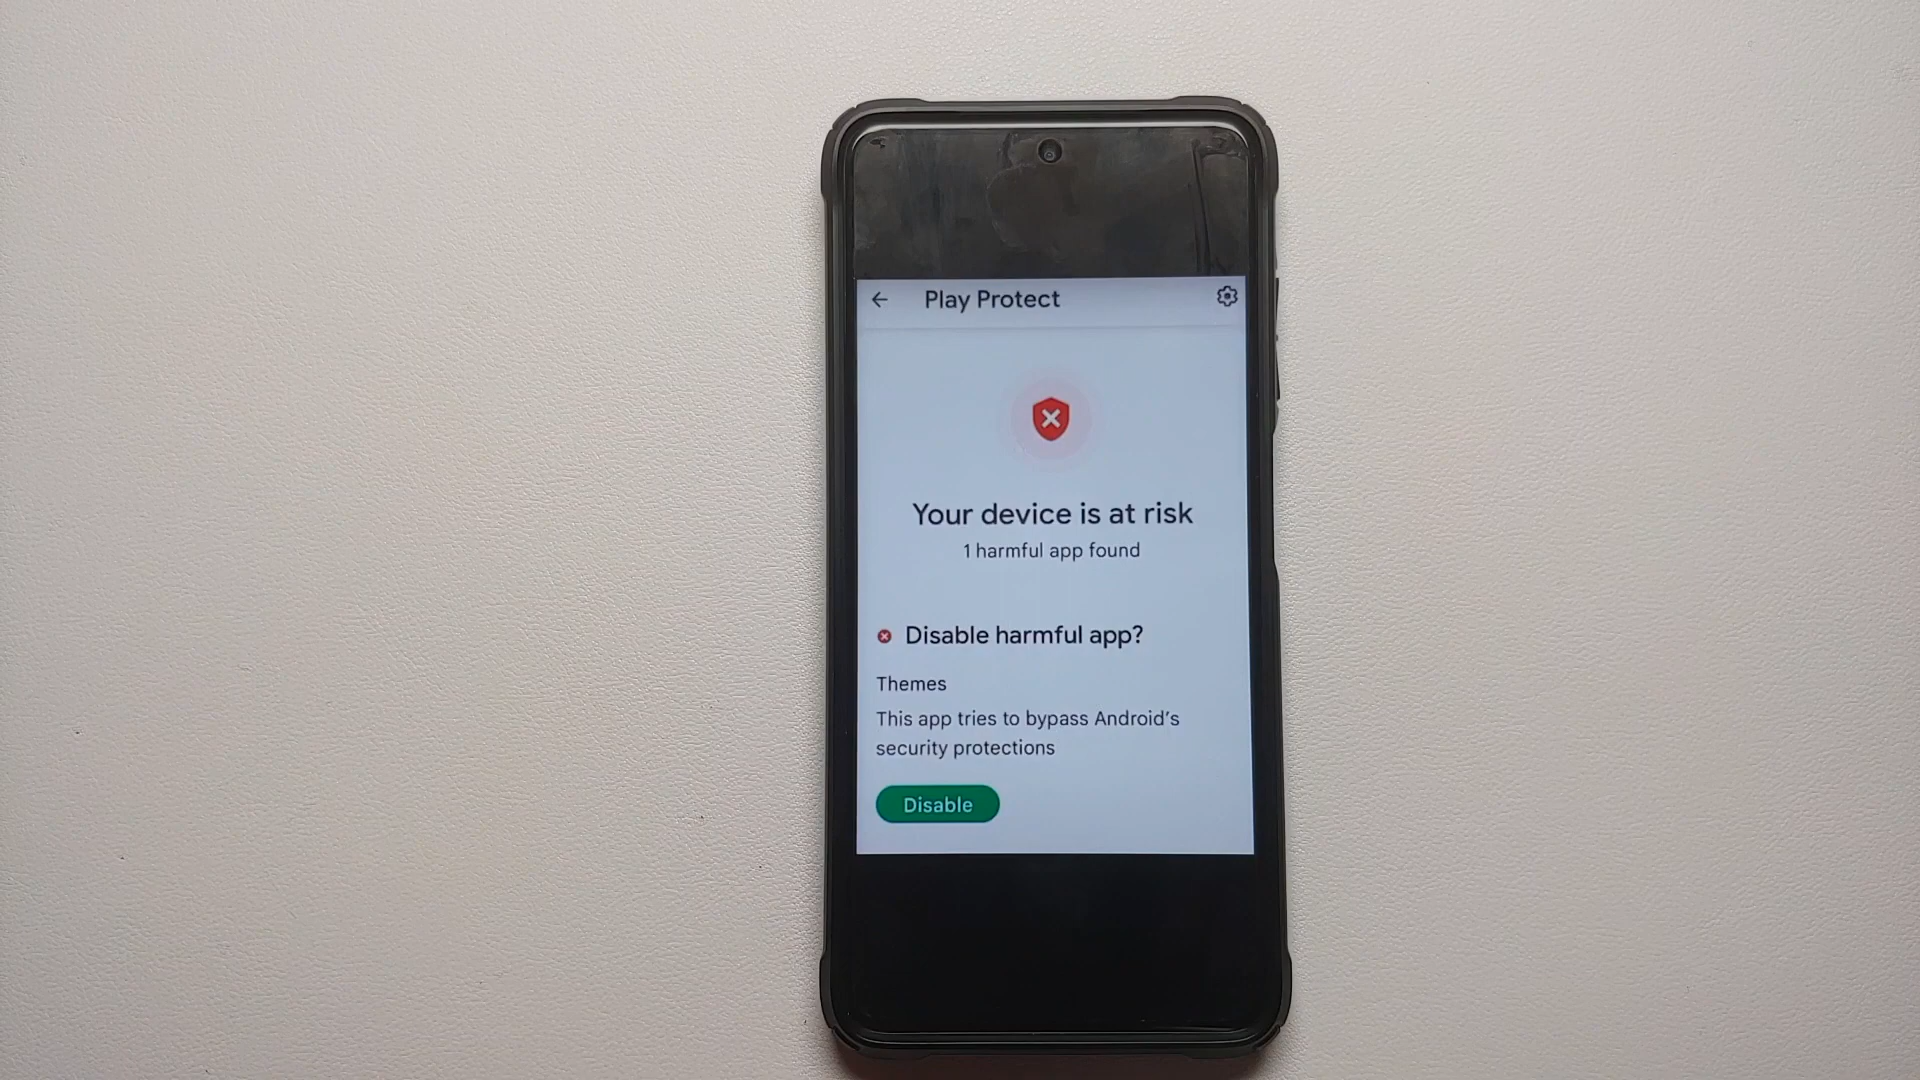 Play Protect
Your device is at risk
1 harmful app found
Disable harmful app?
Themes
This app tries to bypass Android's
security protections
Disable